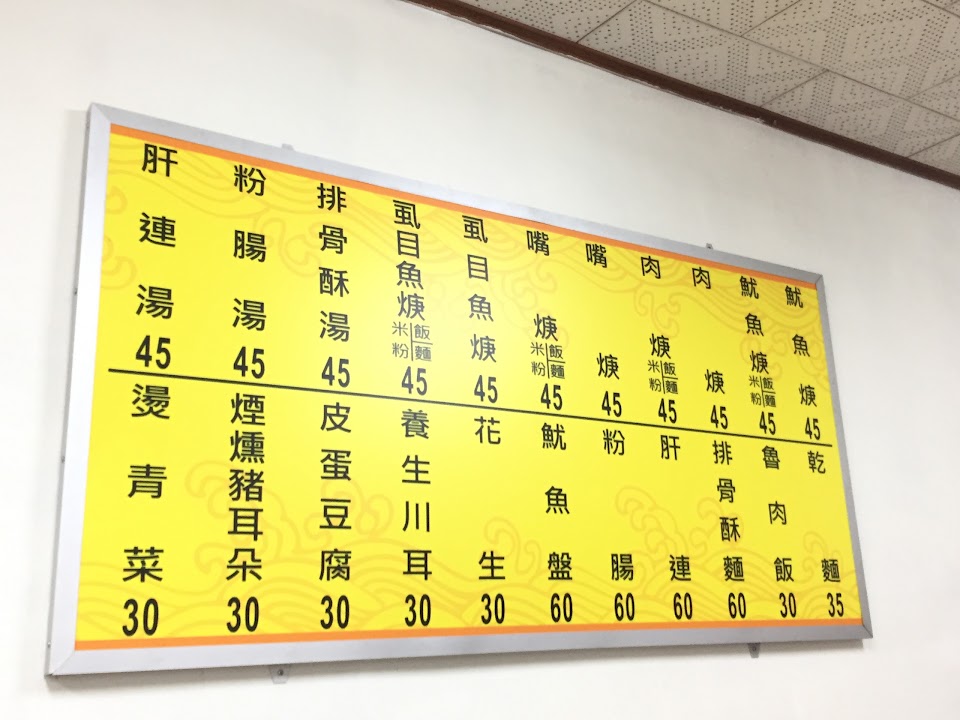 魷魚焿 45
魷魚焿 飯麵米粉 45
肉焿 45
肉焿 飯麵米粉 45
嘴焿 45
嘴焿 飯麵米粉 45
虱目魚焿 45
虱目魚焿 飯麵米粉 45
排骨酥湯 45
粉腸湯 45
肝連湯 45
乾麵 35
魯肉飯 30
排骨酥麵 60
肝連 60
粉腸 60
魷魚盤 60
花生 30
養生川耳 30
皮蛋豆腐 30
煙燻豬耳朵 30
燙青菜 30